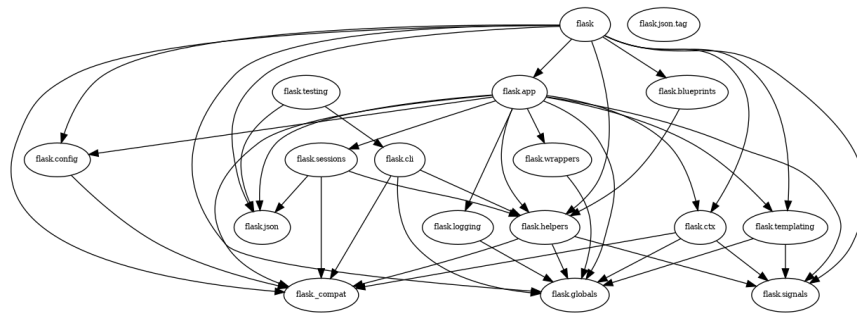 flask
flask.json.tag
flask.testing
flask.app
flask.blueprints
flask.config
flask.sessions
flask.cli
flask.wrappers
flask.json
flask.logging
flask.helpers
flask.ctx
flask.templating
flask._compat
flask.globals
flask.signals